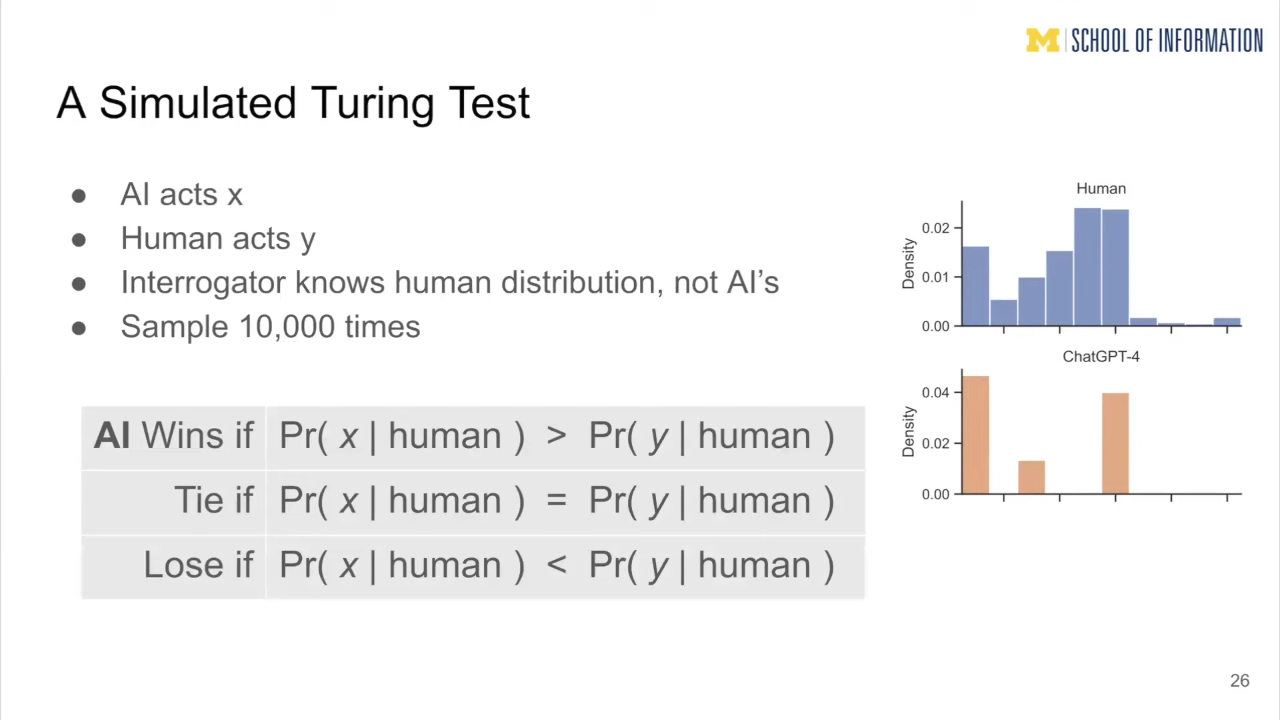 M SCHOOL OF INFORMATION
A Simulated Turing Test
● AI acts x
● Human acts y
● Interrogator knows human distribution, not AI's
● Sample 10,000 times
AI Wins if Pr( x | human ) > Pr( y | human )
Tie if Pr( x | human ) = Pr( y | human )
Lose if Pr( x | human ) < Pr( y | human )
Human
Density
0.02
0.01
0.00
ChatGPT-4
Density
0.04
0.02
0.00
26